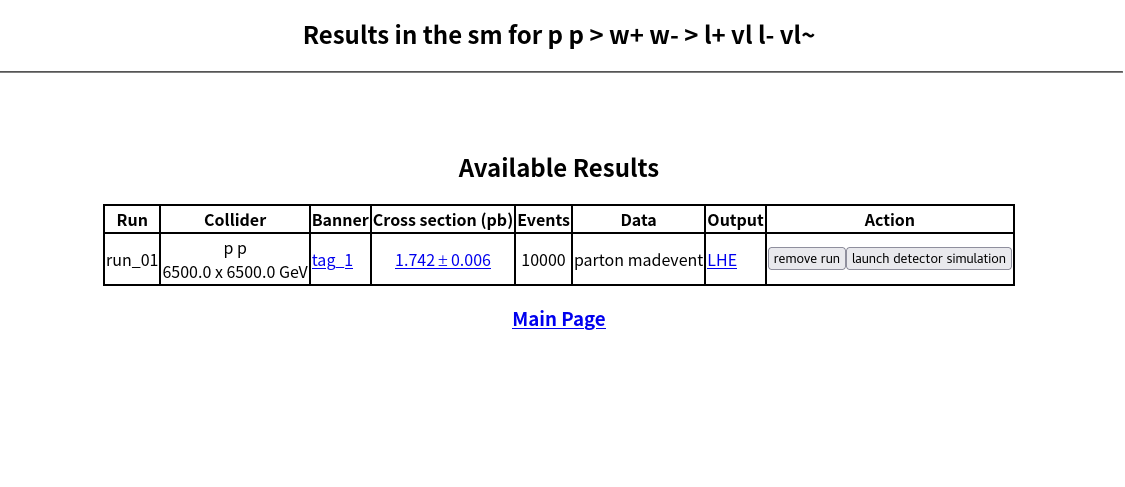 Results in the sm for p p > w+ w- > l+ vl l- vl~
Available Results
Run Collider Banner Cross section (pb) Events Data Output Action
run_01 p p 6500.0 x 6500.0 GeV tag_1 1.742 ± 0.006 10000 parton madevent LHE remove run launch detector simulation
Main Page